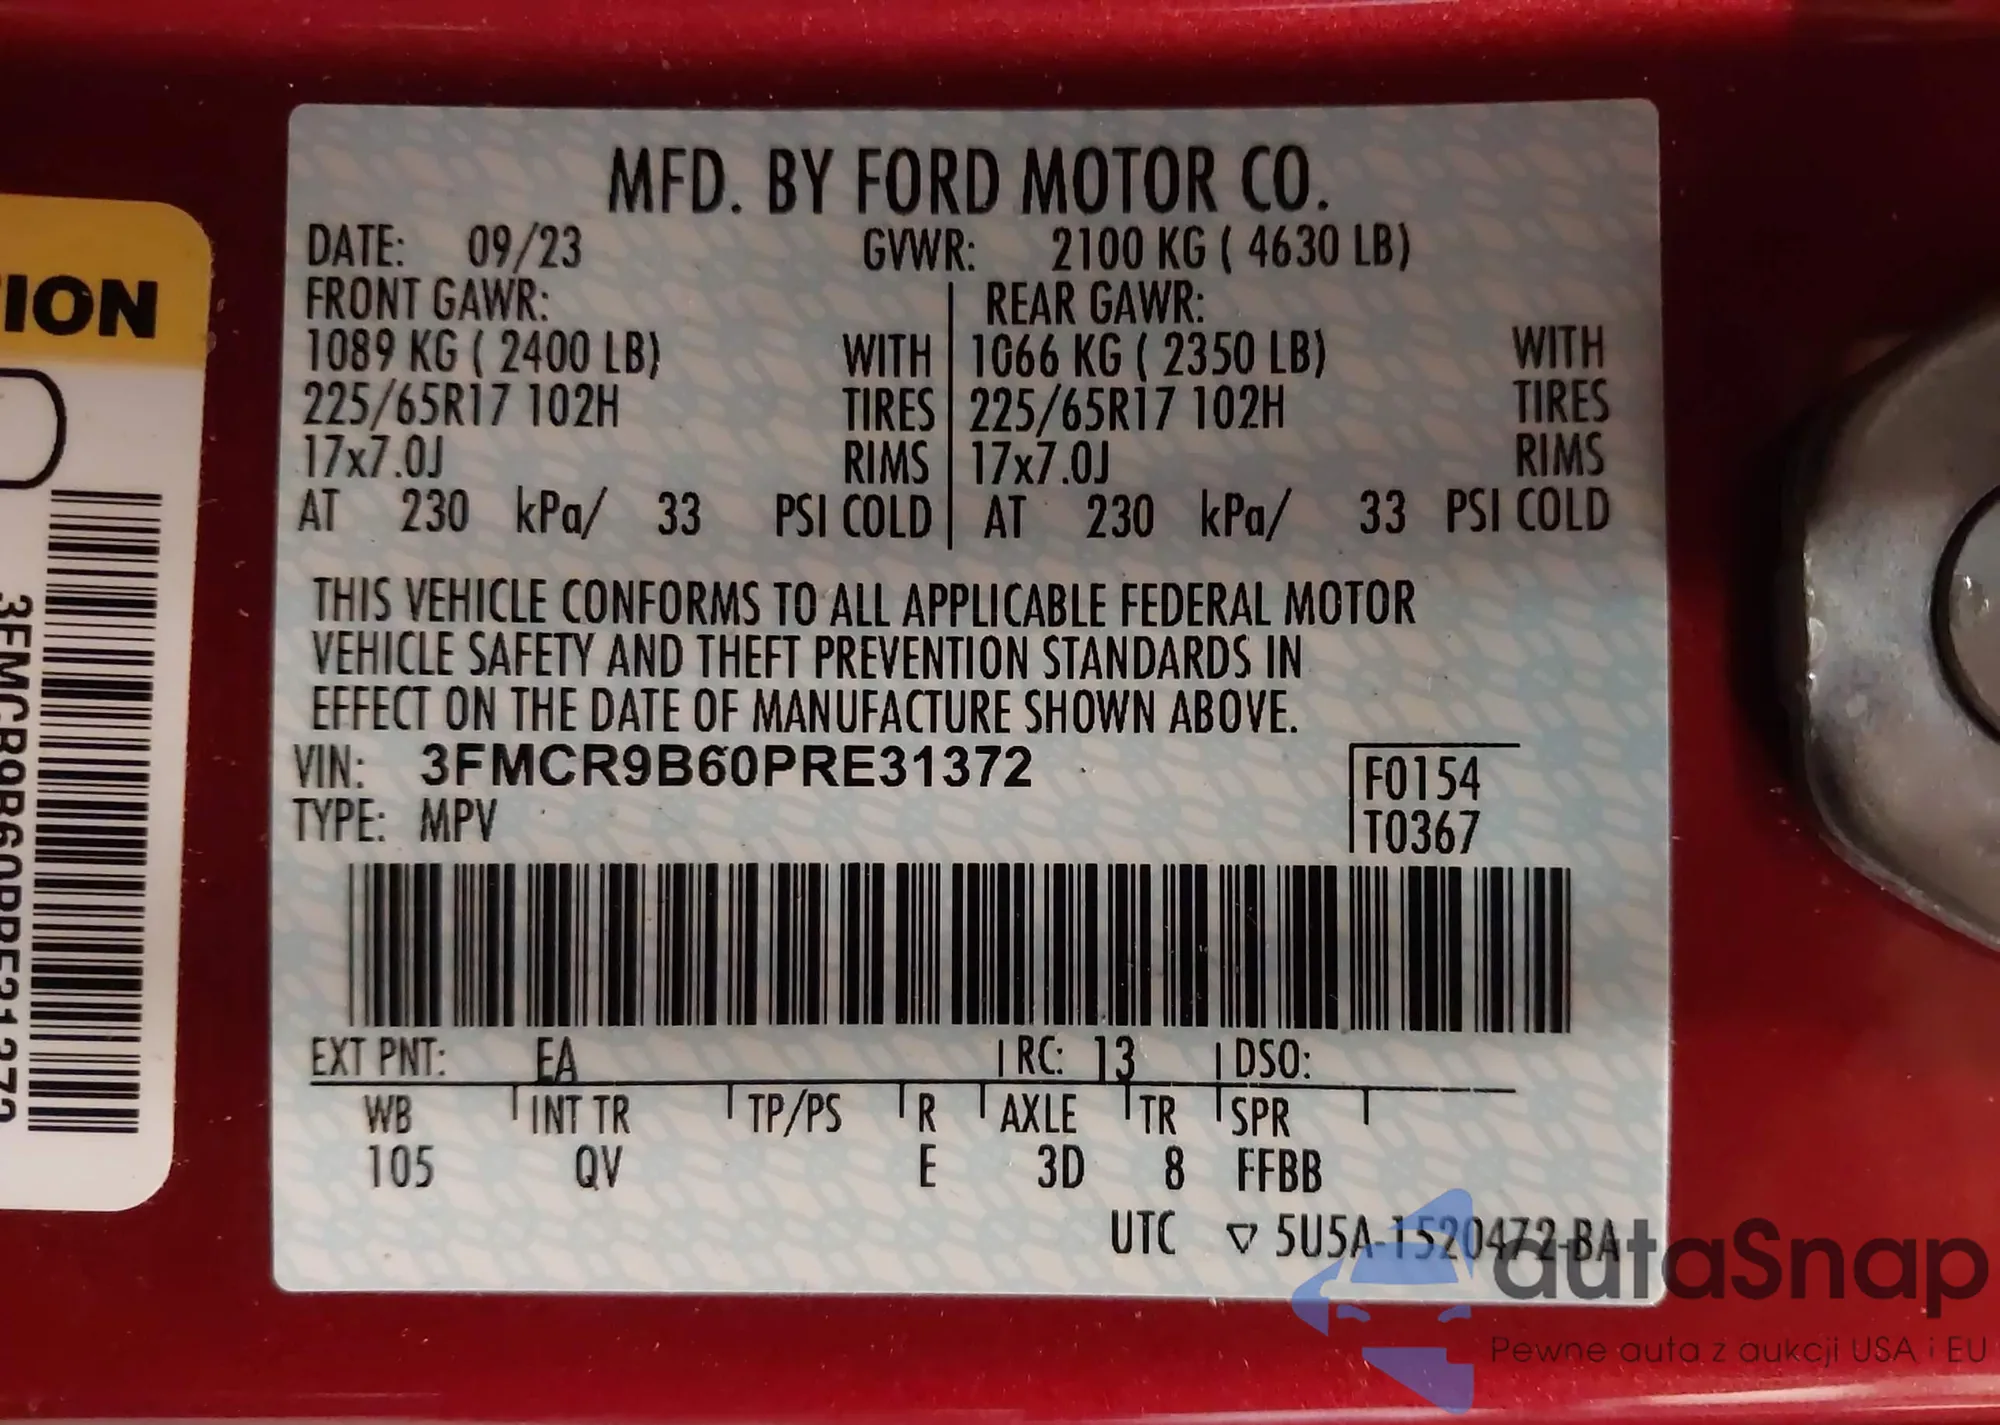 MFD. BY FORD MOTOR CO.
DATE: 09/23 GVWR: 2100 KG ( 4630 LB)
FRONT GAWR: REAR GAWR:
1089 KG ( 2400 LB) WITH 1066 KG ( 2350 LB) WITH
225/65R17 102H TIRES 225/65R17 102H TIRES
17x7.0J RIMS 17x7.0J RIMS
AT 230 kPa/ 33 PSI COLD AT 230 kPa/ 33 PSI COLD
THIS VEHICLE CONFORMS TO ALL APPLICABLE FEDERAL MOTOR
VEHICLE SAFETY AND THEFT PREVENTION STANDARDS IN
EFFECT ON THE DATE OF MANUFACTURE SHOWN ABOVE.
VIN: 3FMCR9B60PRE31372
F0154
TYPE: MPV
T0367
EXT PNT: EA RC: 13 DSO:
WB INT TR TP/PS R AXLE TR SPR
105 QV E 3D 8 FFBB
UTC ▽ 5U5A-1520472-BA
TION
3FMCR9B60PRE31372
autaSnap
Pewne auta z aukcji USA i EU